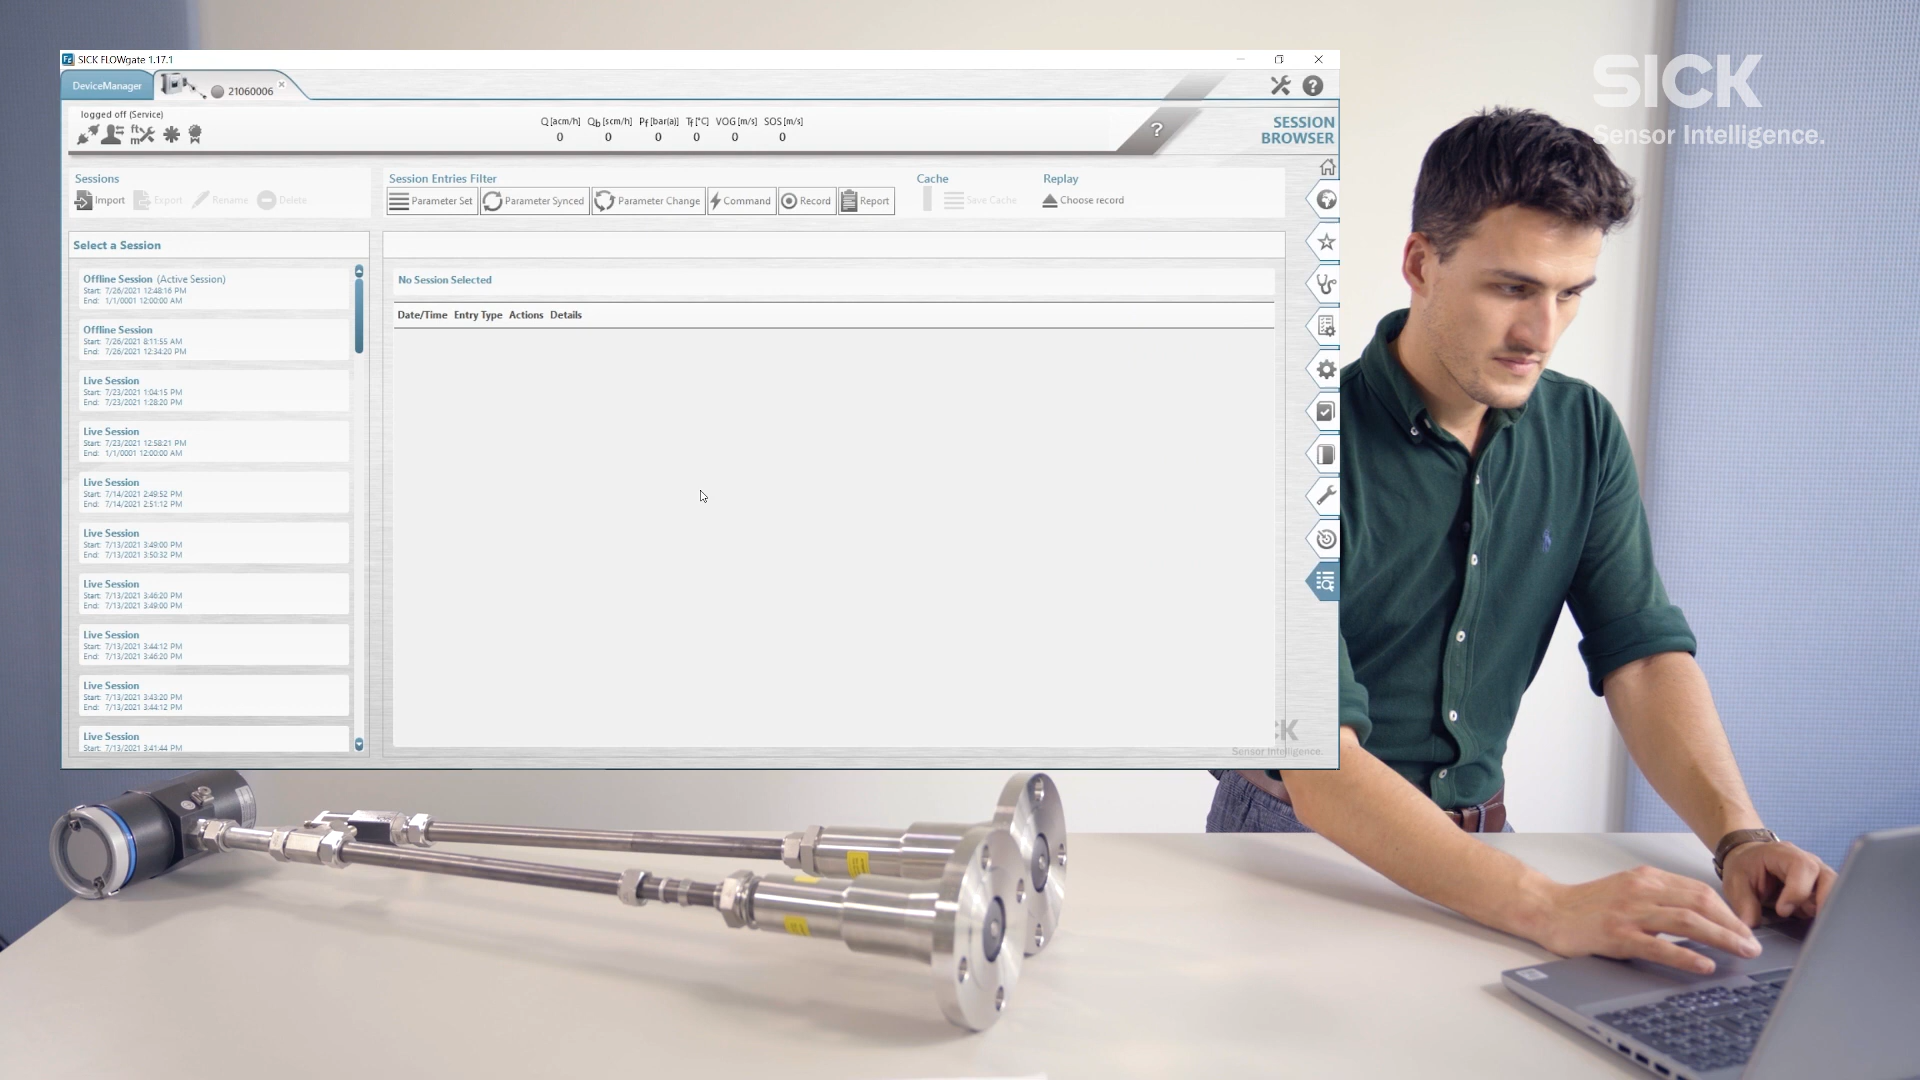 SICK FLOWgate 1.17.1
DeviceManager
21060006
logged off (Service)
Q [acm/h] Qb [scm/h] Pf [bar(a)] Tf [°C] VOG [m/s] SOS [m/s]
0 0 0 0 0 0
?
SESSION
BROWSER
SICK
Sensor Intelligence.
Sessions
Import Export Rename Delete
Session Entries Filter
Parameter Set Parameter Synced Parameter Change Command Record Report
Cache
Save Cache
Replay
Choose record
Select a Session
Offline Session (Active Session)
Start: 7/26/2021 12:48:16 PM
End: 1/1/0001 12:00:00 AM
Offline Session
Start: 7/26/2021 8:11:55 AM
End: 7/26/2021 12:34:20 PM
Live Session
Start: 7/23/2021 1:04:15 PM
End: 7/23/2021 1:28:20 PM
Live Session
Start: 7/23/2021 12:58:21 PM
End: 1/1/0001 12:00:00 AM
Live Session
Start: 7/14/2021 2:49:52 PM
End: 7/14/2021 2:51:12 PM
Live Session
Start: 7/13/2021 3:49:00 PM
End: 7/13/2021 3:50:32 PM
Live Session
Start: 7/13/2021 3:46:20 PM
End: 7/13/2021 3:49:00 PM
Live Session
Start: 7/13/2021 3:44:12 PM
End: 7/13/2021 3:46:20 PM
Live Session
Start: 7/13/2021 3:43:20 PM
End: 7/13/2021 3:44:12 PM
Live Session
Start: 7/13/2021 3:41:44 PM
No Session Selected
Date/Time Entry Type Actions Details
CK
Sensor Intelligence.